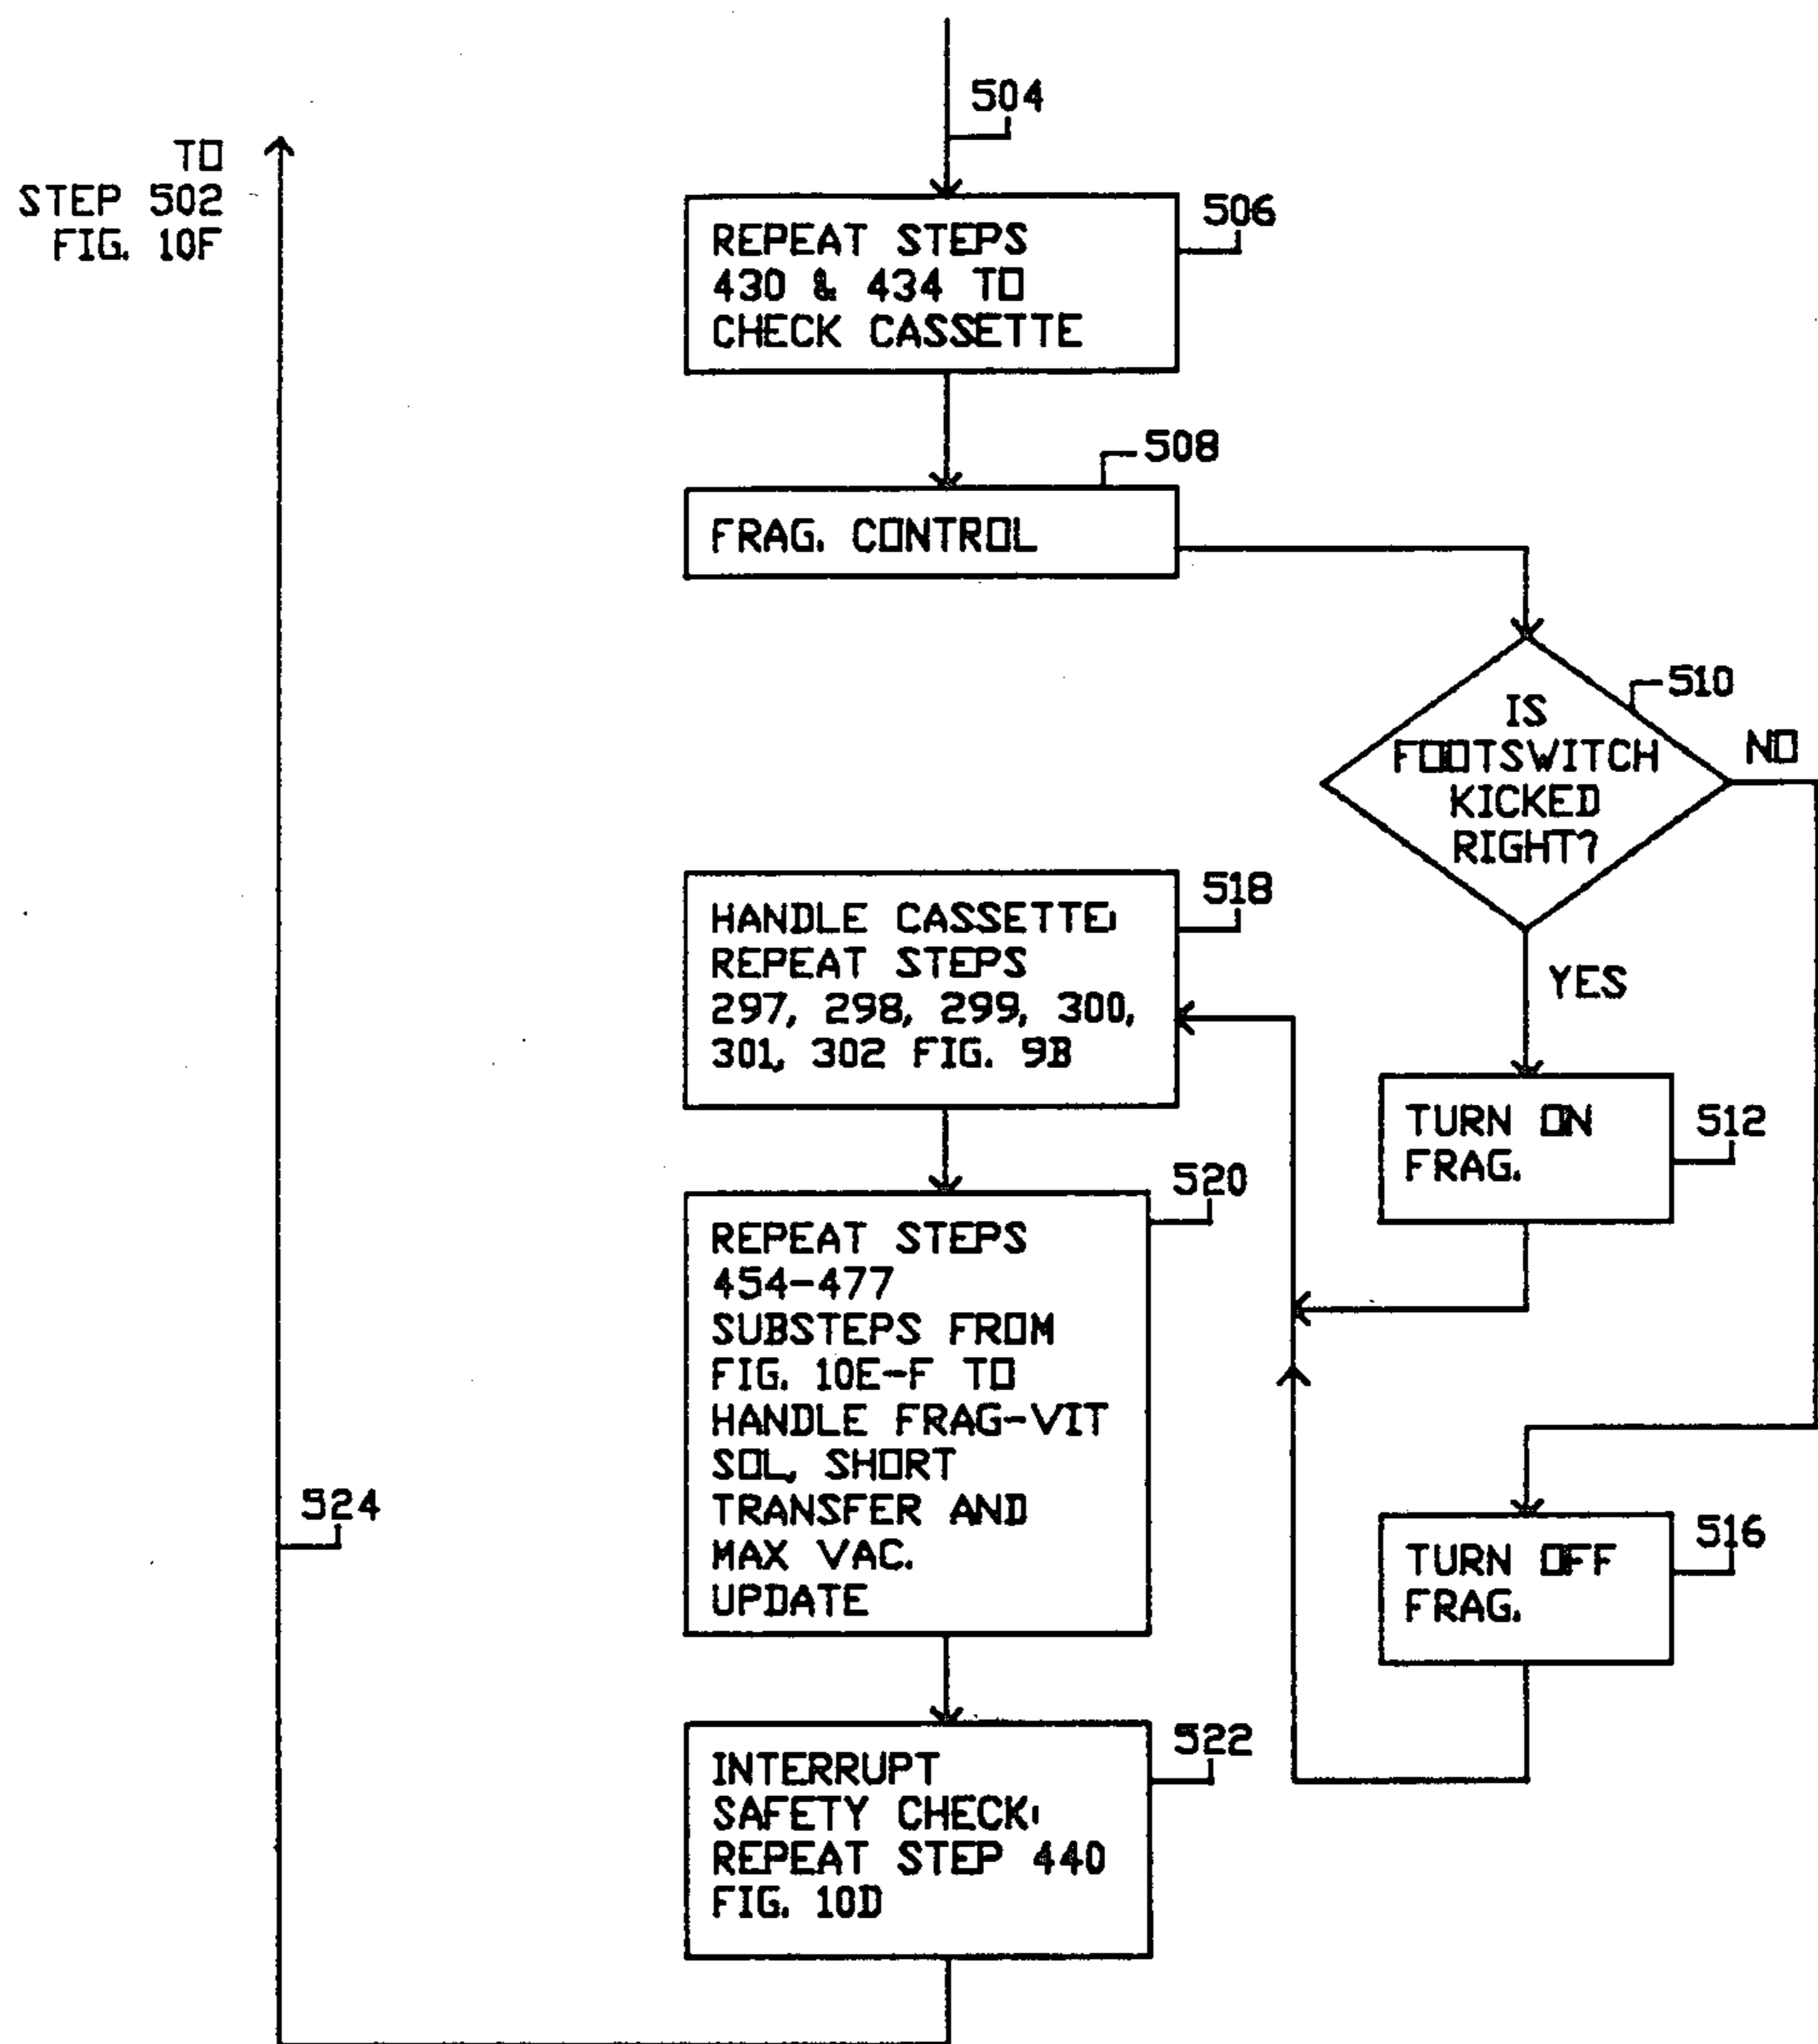 504
TO
STEP 502
FIG. 10F
506
REPEAT STEPS
430 & 434 TO
CHECK CASSETTE
508
FRAG. CONTROL
510
IS
FOOTSWITCH
KICKED
RIGHT?
NO
YES
518
HANDLE CASSETTE:
REPEAT STEPS
297, 298, 299, 300,
301, 302 FIG. 9B
512
TURN ON
FRAG.
520
REPEAT STEPS
454-477
SUBSTEPS FROM
FIG. 10E-F TO
HANDLE FRAG-VIT
SOL, SHORT
TRANSFER AND
MAX VAC.
UPDATE
524
516
TURN OFF
FRAG.
522
INTERRUPT
SAFETY CHECK:
REPEAT STEP 440
FIG. 10D